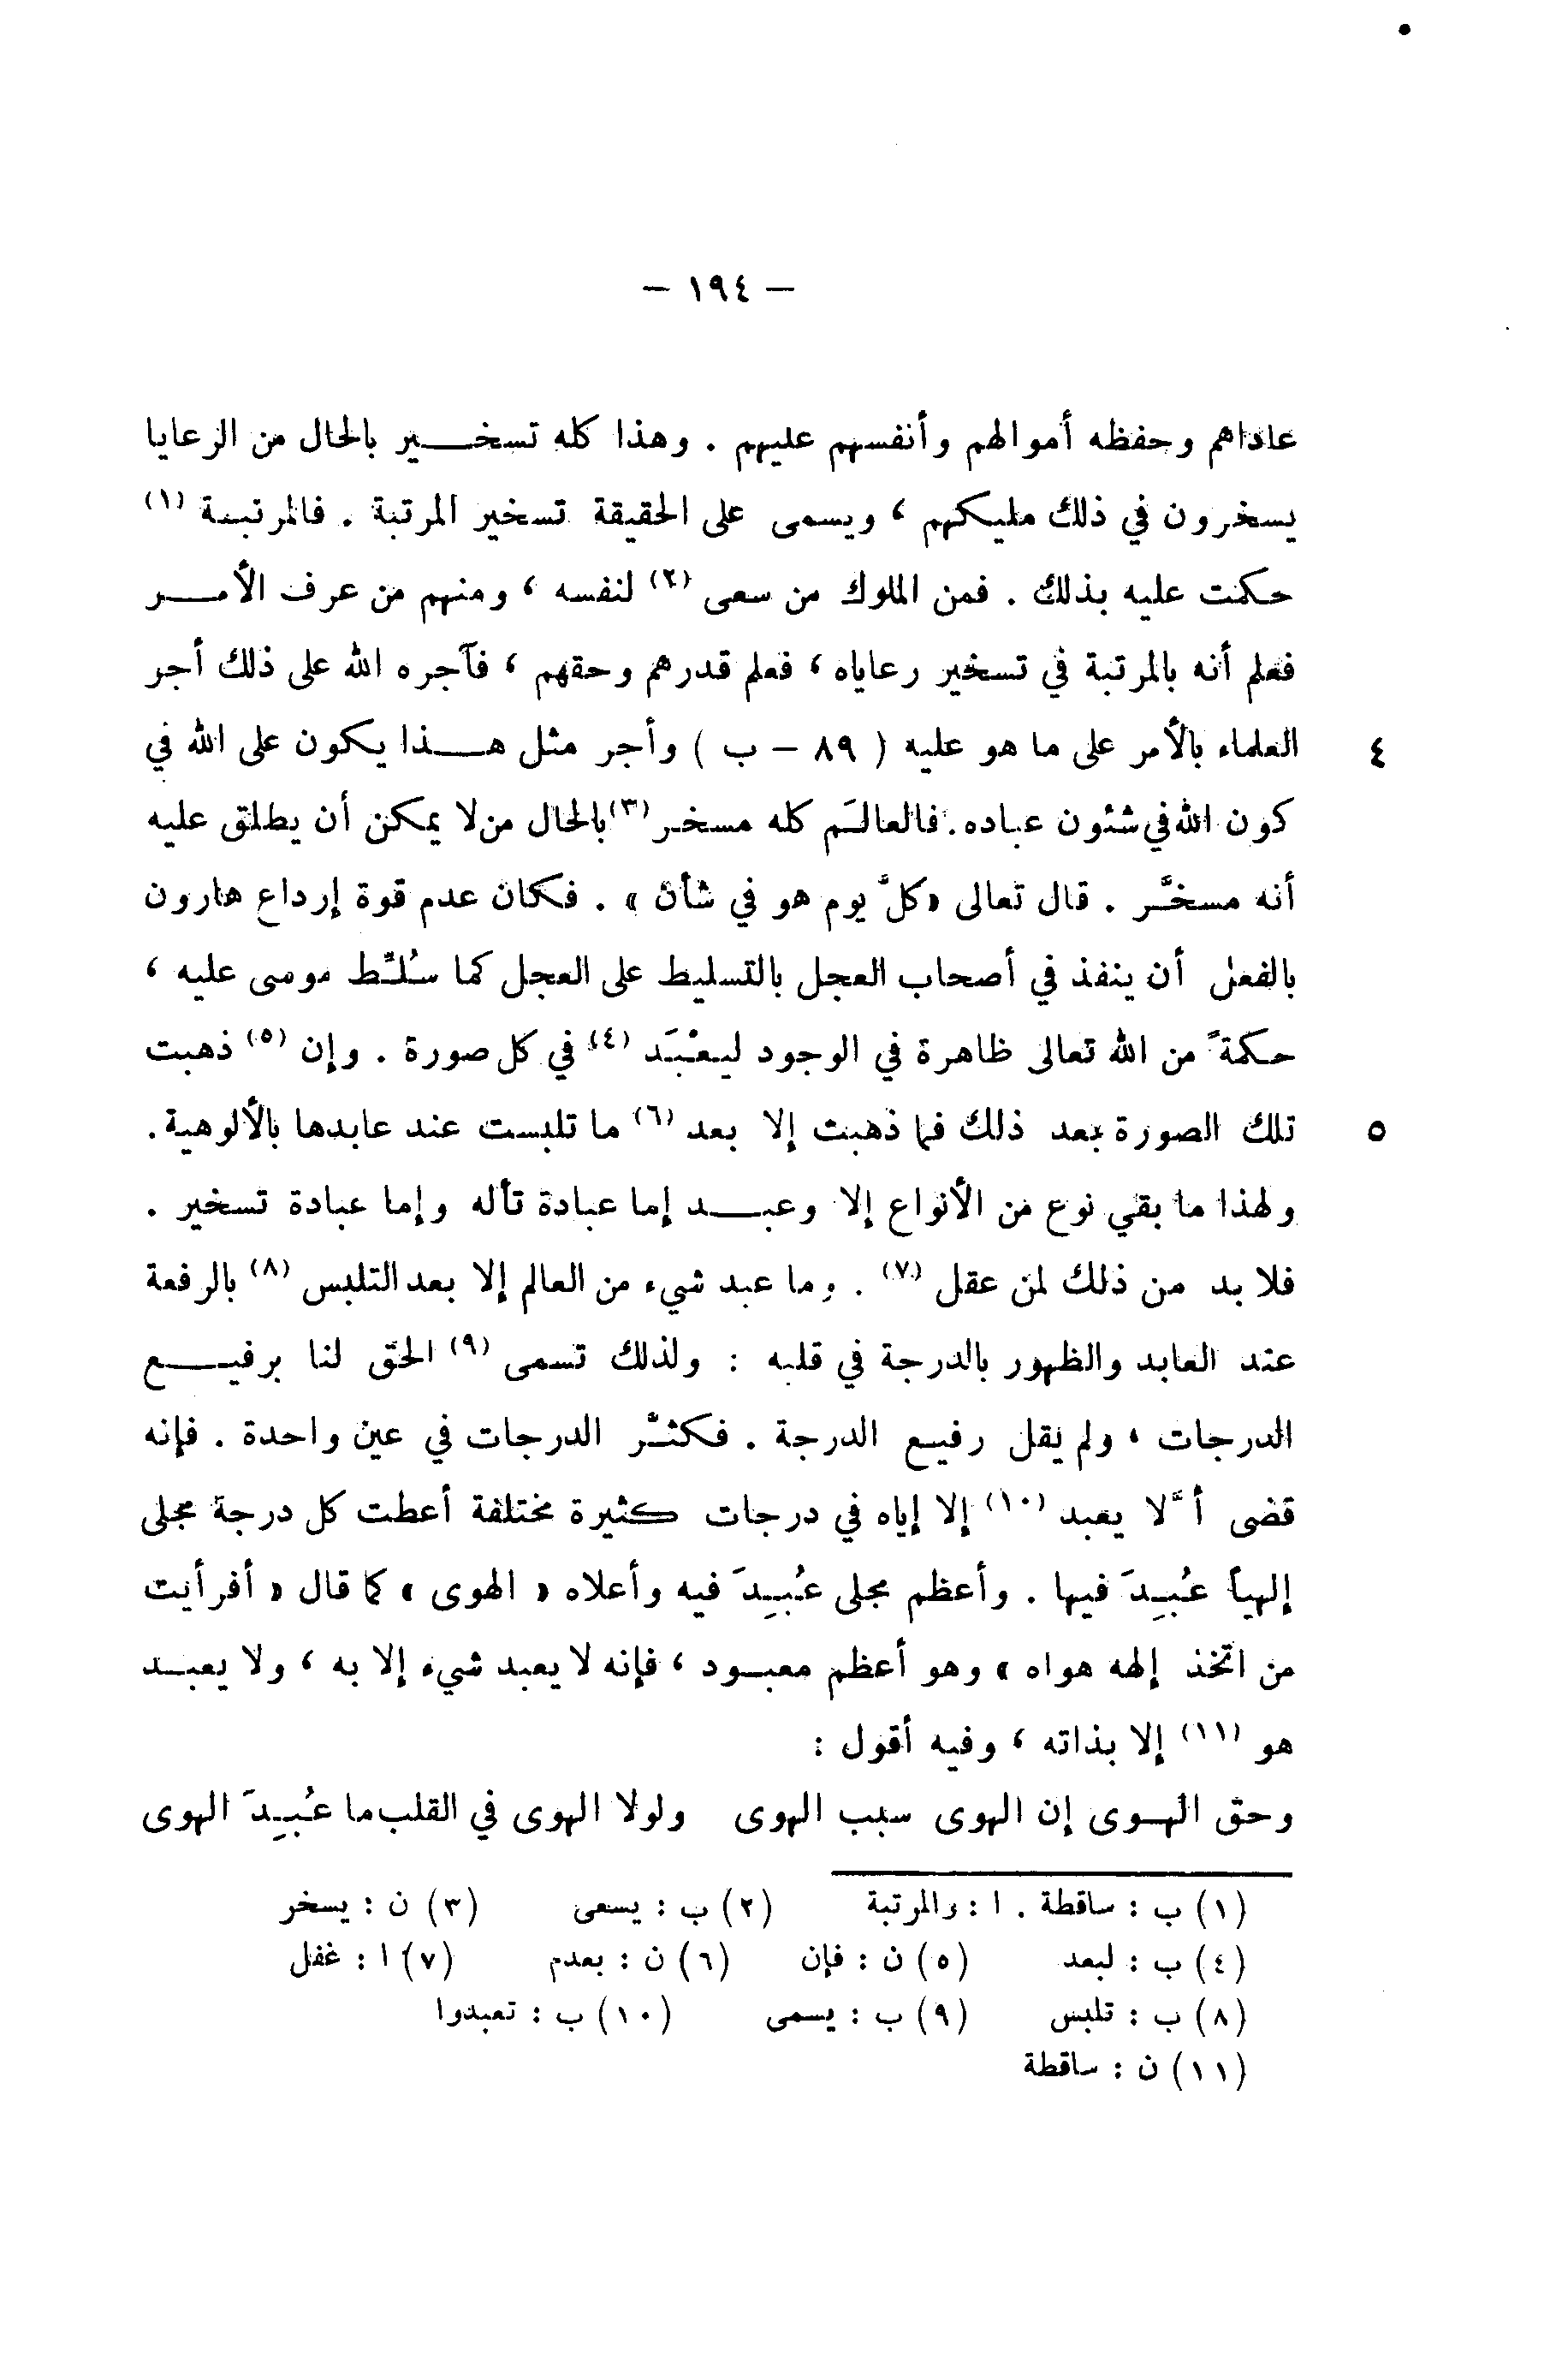 — ١٩٤ —
عاداهم وحفظه أموالهم وأنفسهم عليهم . وهذا كله تسخير بالحال من الرعايا
يسخرون في ذلك مليكهم ، ويسمى على الحقيقة تسخير المرتبة . فالمرتبة (١)
حكمت عليه بذلك . فمن الملوك من سعى (٢) لنفسه ، ومنهم من عرف الأمر
فعلم أنه بالمرتبة في تسخير رعاياه ، فعلم قدرهم وحقهم ، فآجره الله على ذلك أجر
٤ العلماء بالأمر على ما هو عليه ( ٨٩ – ب ) وأجر مثل هذا يكون على الله في
كون الله في شئون عباده. فالعالَم كله مسخر (٣) بالحال من لا يمكن أن يطلق عليه
أنه مسخَّر . قال تعالى «كلَّ يوم هو في شأن » . فكان عدم قوة إرداع هارون
بالفعل أن ينفذ في أصحاب العجل بالتسليط على العجل كما سُلِّط موسى عليه ،
حكمةً من الله تعالى ظاهرة في الوجود ليعْبَد (٤) في كل صورة . وإن (٥) ذهبت
٥ تلك الصورة بعد ذلك فما ذهبت إلا بعد (٦) ما تلبست عند عابدها بالألوهية.
ولهذا ما بقي نوع من الأنواع إلا وعبد إما عبادة تأله وإما عبادة تسخير .
فلا بد من ذلك لمن عقل (٧) . وما عبد شيء من العالم إلا بعد التلبس (٨) بالرفعة
عند العابد والظهور بالدرجة في قلبه : ولذلك تسمى (٩) الحق لنا برفيع
الدرجات ، ولم يقل رفيع الدرجة . فكثَّر الدرجات في عين واحدة . فإنه
قضى ألَّا يعبد (١٠) إلا إياه في درجات كثيرة مختلفة أعطت كل درجة مجلى
إلهياً عُبِدَ فيها . وأعظم مجلى عُبِدَ فيه وأعلاه « الهوى » كما قال « أفرأيت
من اتخذ إلهه هواه » وهو أعظم معبود ، فإنه لا يعبد شيء إلا به ، ولا يعبد
هو (١١) إلا بذاته ، وفيه أقول :
وحق الهوى إن الهوى سبب الهوى    ولولا الهوى في القلب ما عُبِدَ الهوى
(١) ب : ساقطة . ا : والمرتبة    (٢) ب : يسعى    (٣) ن : يسخر
(٤) ب : لبعد    (٥) ن : فإن    (٦) ن : بعدم    (٧) ا : غفل
(٨) ب : تلبس    (٩) ب : يسمى    (١٠) ب : تعبدوا
(١١) ن : ساقطة